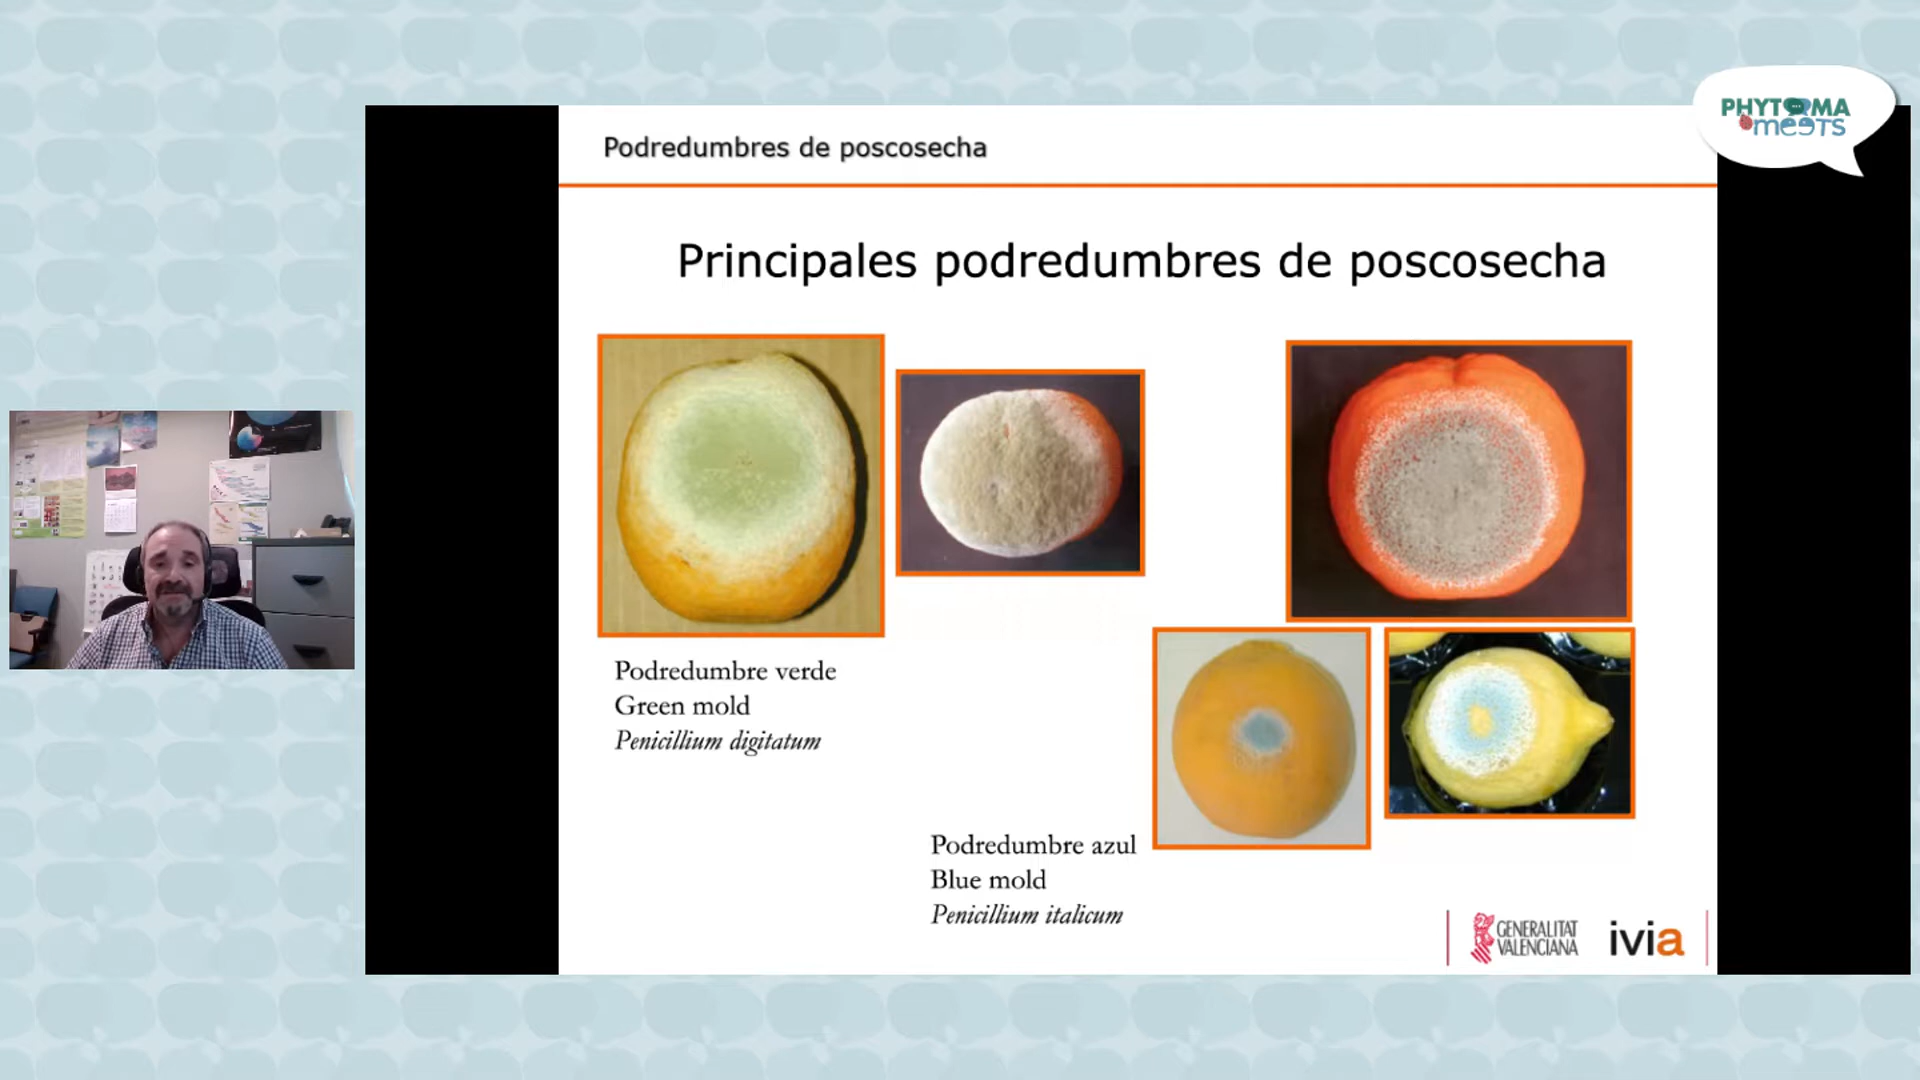 PHYTOMA
meets
Podredumbres de poscosecha
Principales podredumbres de poscosecha
Podredumbre verde
Green mold
Penicillium digitatum
Podredumbre azul
Blue mold
Penicillium italicum
GENERALITAT
VALENCIANA
ivia